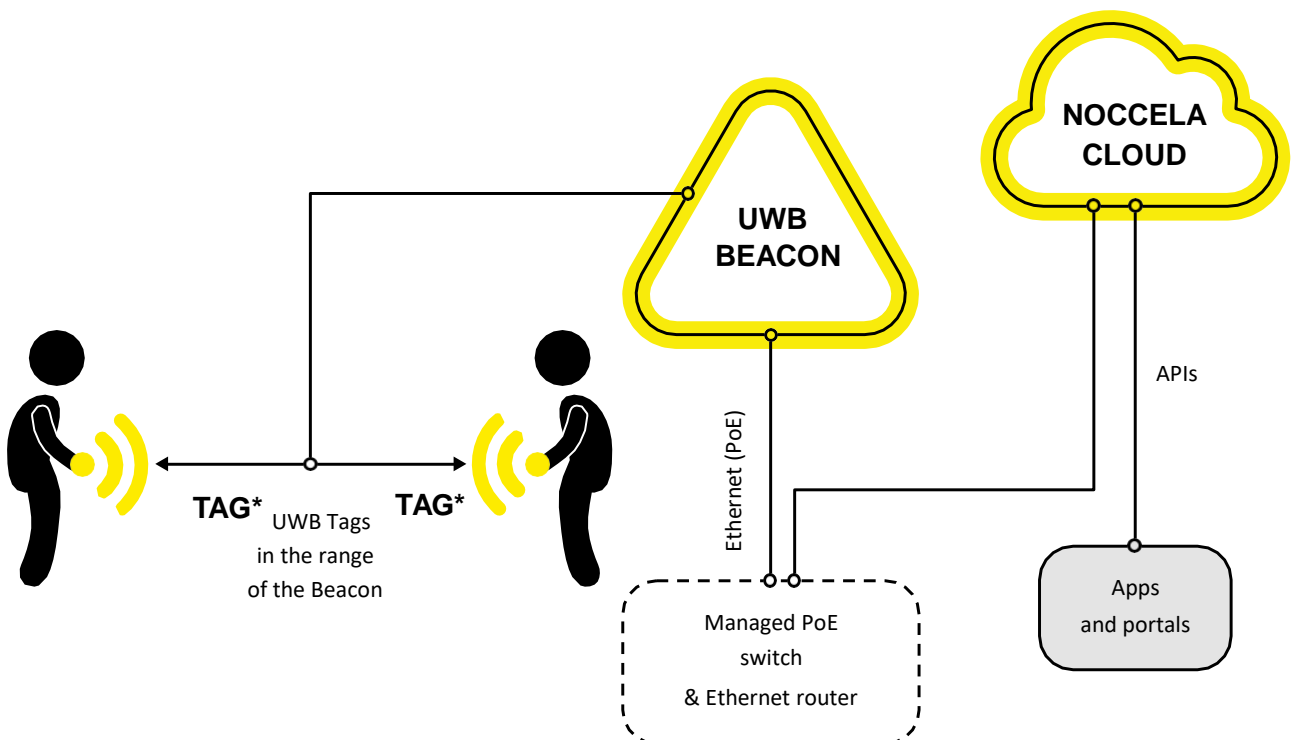 NOCCELA
CLOUD
UWB
BEACON
APIs
Ethernet (PoE)
TAG*
TAG*
UWB Tags
in the range
of the Beacon
Apps
and portals
Managed PoE
switch
& Ethernet router